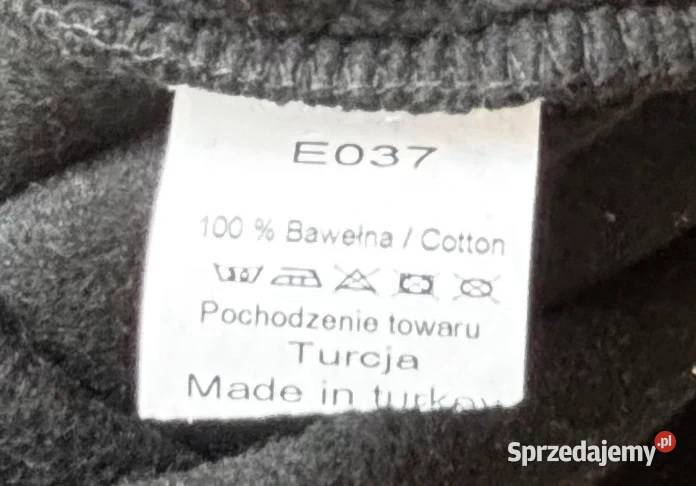 E037
100 % Bawełna / Cotton
Pochodzenie towaru
Turcja
Made in turkey
Sprzedajemy.pl